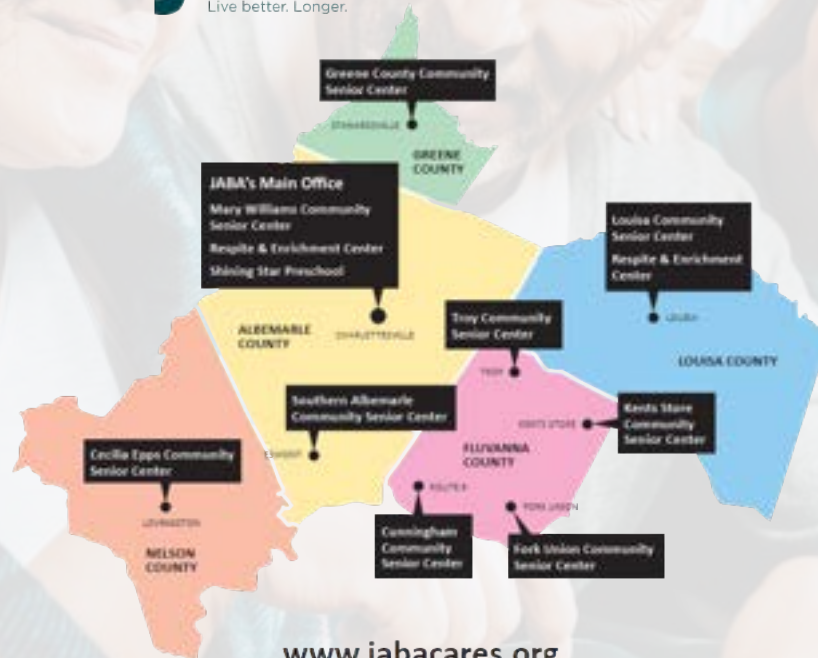 Live better. Longer.
Greene County Community
Senior Center
STANARDSVILLE
GREENE
COUNTY
JABA's Main Office
Mary Williams Community
Senior Center
Respite & Enrichment Center
Shining Star Preschool
Louisa Community
Senior Center
Respite & Enrichment
Center
LOUISA
ALBEMARLE
COUNTY
CHARLOTTESVILLE
Troy Community
Senior Center
TROY
LOUISA COUNTY
Southern Albemarle
Community Senior Center
ESMONT
Kents Store
Community
Senior Center
KENTS STORE
FLUVANNA
COUNTY
Cecilia Epps Community
Senior Center
LOVINGSTON
NELSON
COUNTY
ROUTE 6
FORK UNION
Cunningham
Community
Senior Center
Fork Union Community
Senior Center
www.jabacares.org